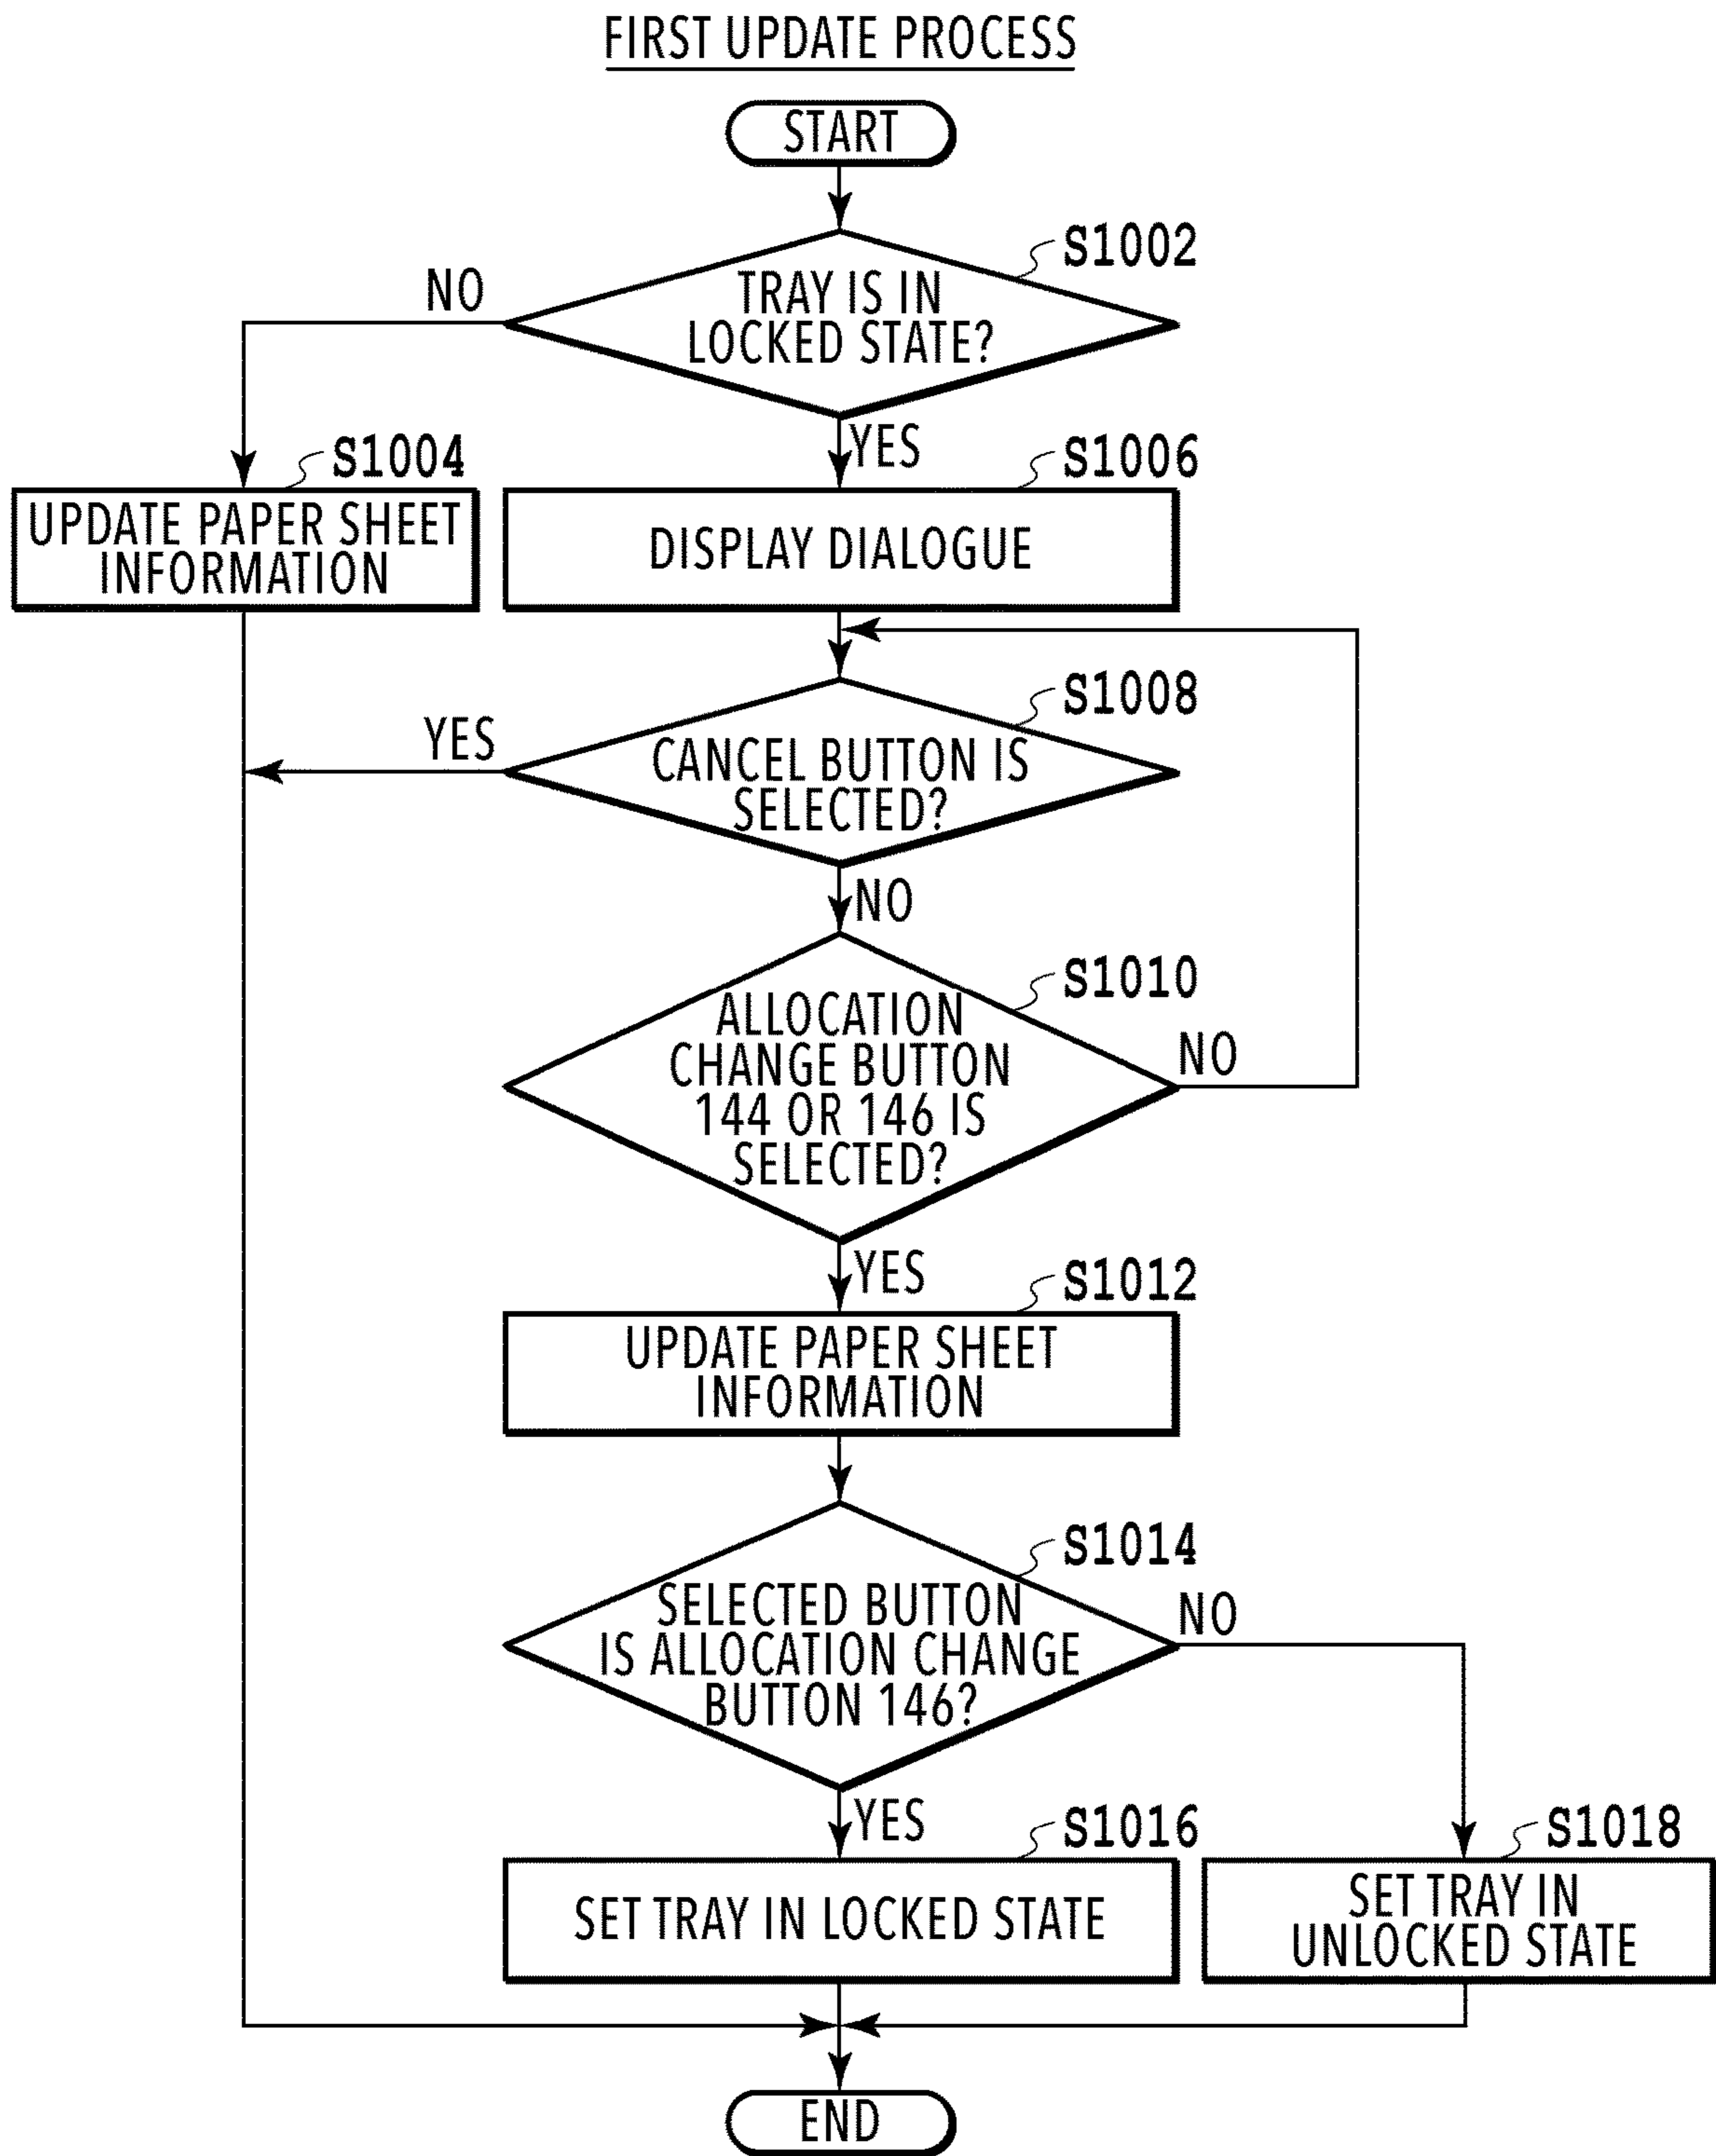 FIRST UPDATE PROCESS
START
S1002
NO
TRAY IS IN
LOCKED STATE?
YES
S1004
S1006
UPDATE PAPER SHEET
INFORMATION
DISPLAY DIALOGUE
S1008
YES
CANCEL BUTTON IS
SELECTED?
NO
S1010
ALLOCATION
CHANGE BUTTON
144 OR 146 IS
SELECTED?
NO
YES
S1012
UPDATE PAPER SHEET
INFORMATION
S1014
SELECTED BUTTON
IS ALLOCATION CHANGE
BUTTON 146?
NO
YES
S1016
S1018
SET TRAY IN LOCKED STATE
SET TRAY IN
UNLOCKED STATE
END